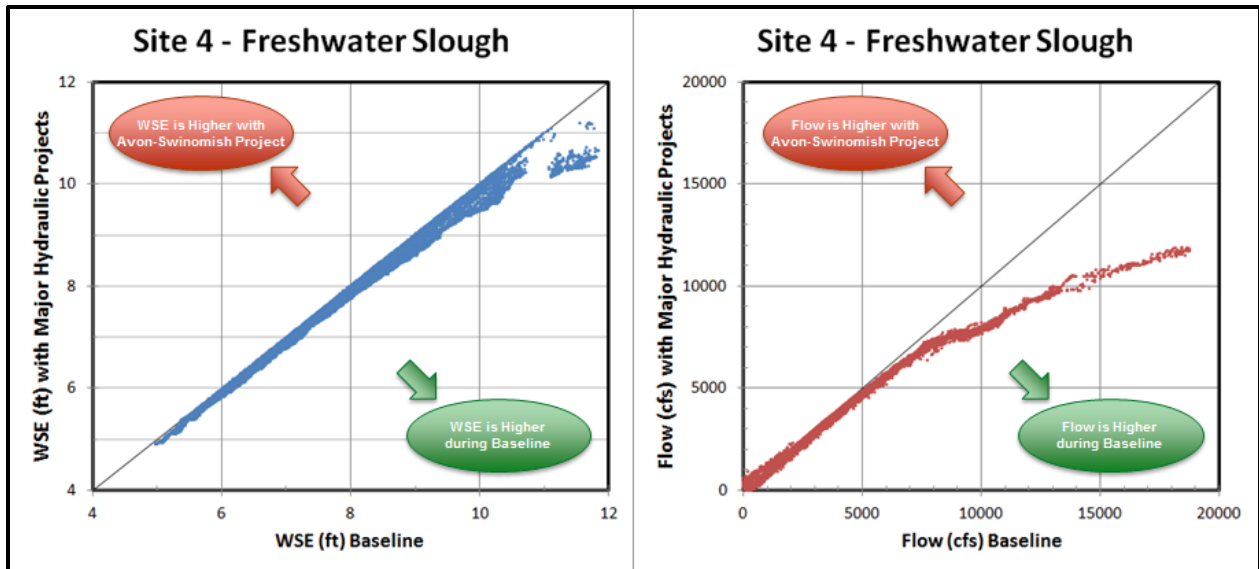 Site 4 - Freshwater Slough
WSE (ft) with Major Hydraulic Projects
12
10
8
6
4
WSE is Higher with
Avon-Swinomish Project
WSE is Higher
during Baseline
4
6
8
10
12
WSE (ft) Baseline
Site 4 - Freshwater Slough
Flow (cfs) with Major Hydraulic Projects
20000
15000
10000
5000
0
Flow is Higher with
Avon-Swinomish Project
Flow is Higher
during Baseline
0
5000
10000
15000
20000
Flow (cfs) Baseline